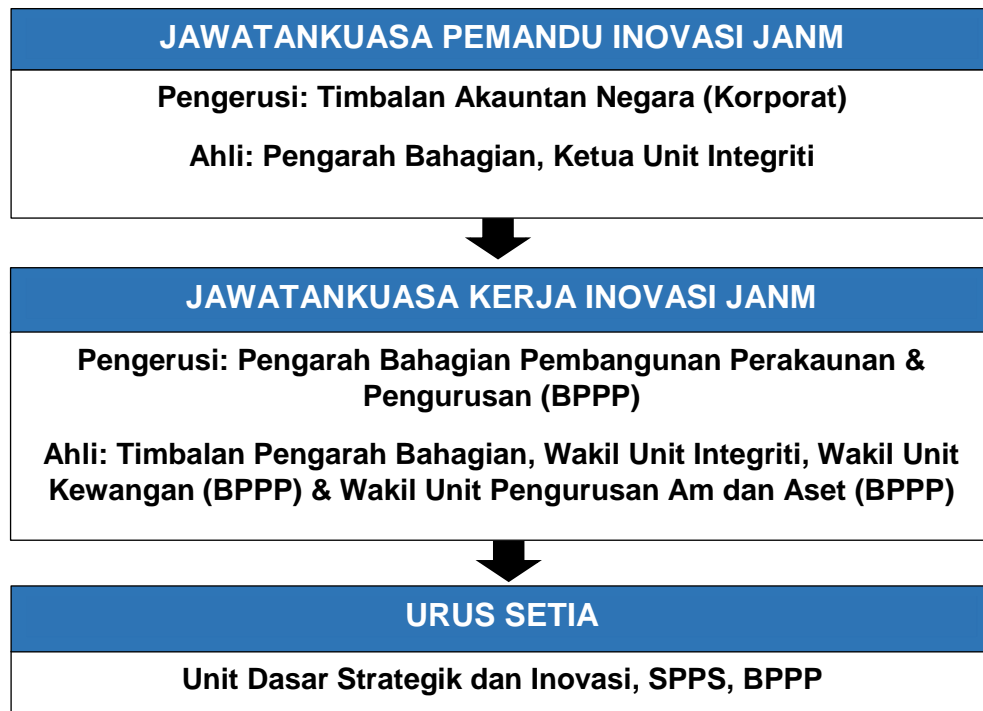 JAWATANKUASA PEMANDU INOVASI JANM
Pengerusi: Timbalan Akauntan Negara (Korporat)
Ahli: Pengarah Bahagian, Ketua Unit Integriti
JAWATANKUASA KERJA INOVASI JANM
Pengerusi: Pengarah Bahagian Pembangunan Perakaunan &
Pengurusan (BPPP)
Ahli: Timbalan Pengarah Bahagian, Wakil Unit Integriti, Wakil Unit
Kewangan (BPPP) & Wakil Unit Pengurusan Am dan Aset (BPPP)
URUS SETIA
Unit Dasar Strategik dan Inovasi, SPPS, BPPP